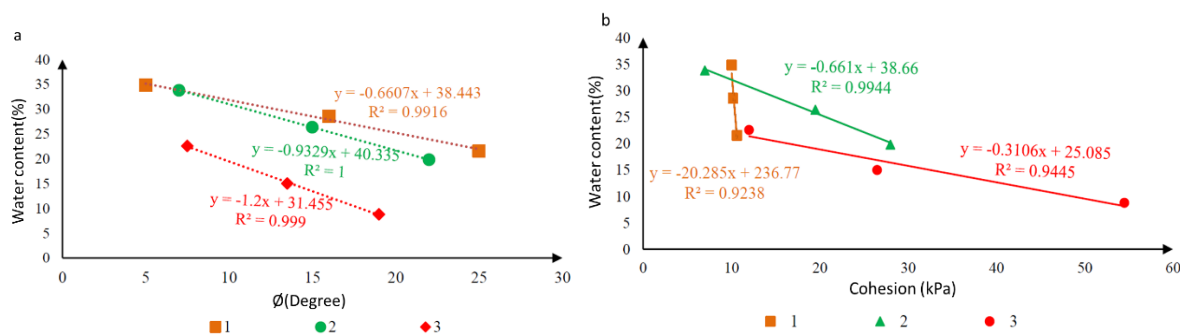 a
40
35
30
25
20
15
10
5
0
Water content(%)
y = -0.6607x + 38.443
R² = 0.9916
y = -0.9329x + 40.335
R² = 1
y = -1.2x + 31.455
R² = 0.999
0 5 10 15 20 25 30
Ø(Degree)
1 2 3
b
40
35
30
25
20
15
10
5
0
Water content(%)
y = -0.661x + 38.66
R² = 0.9944
y = -0.3106x + 25.085
R² = 0.9445
y = -20.285x + 236.77
R² = 0.9238
0 10 20 30 40 50 60
Cohesion (kPa)
1 2 3